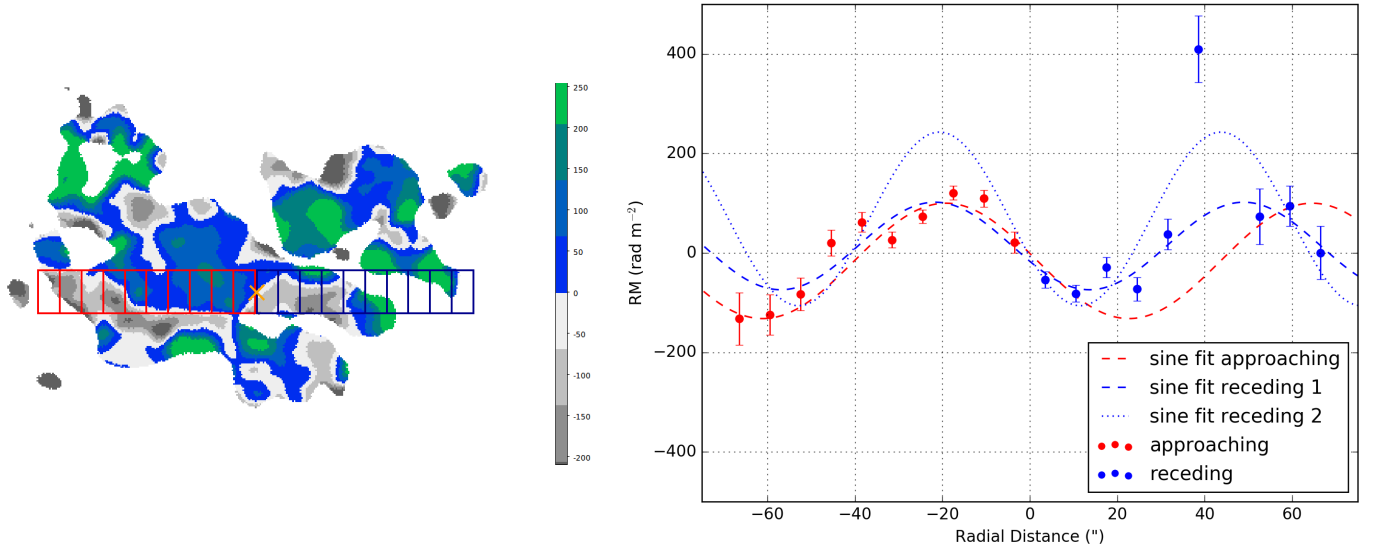 250
200
150
100
50
0
-50
-100
-150
-200
400
200
0
−200
−400
RM (rad m⁻²)
−60 −40 −20 0 20 40 60
Radial Distance (")
sine fit approaching
sine fit receding 1
sine fit receding 2
approaching
receding